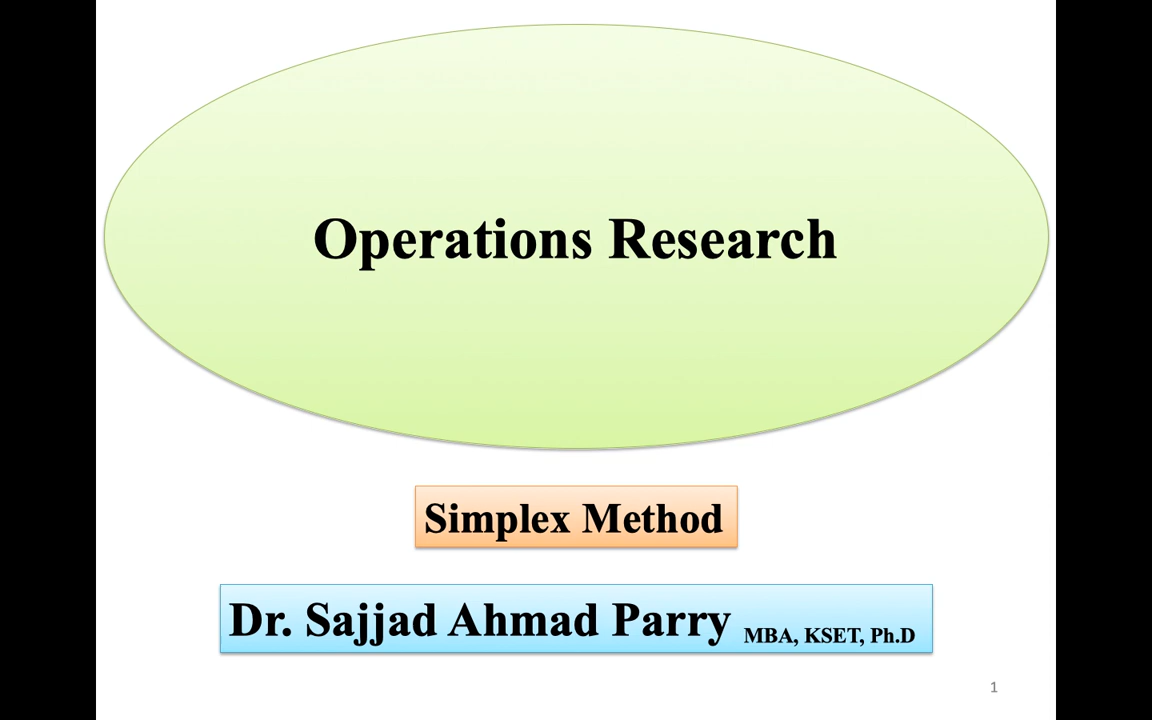 Operations Research
Simplex Method
Dr. Sajjad Ahmad Parry MBA, KSET, Ph.D
1